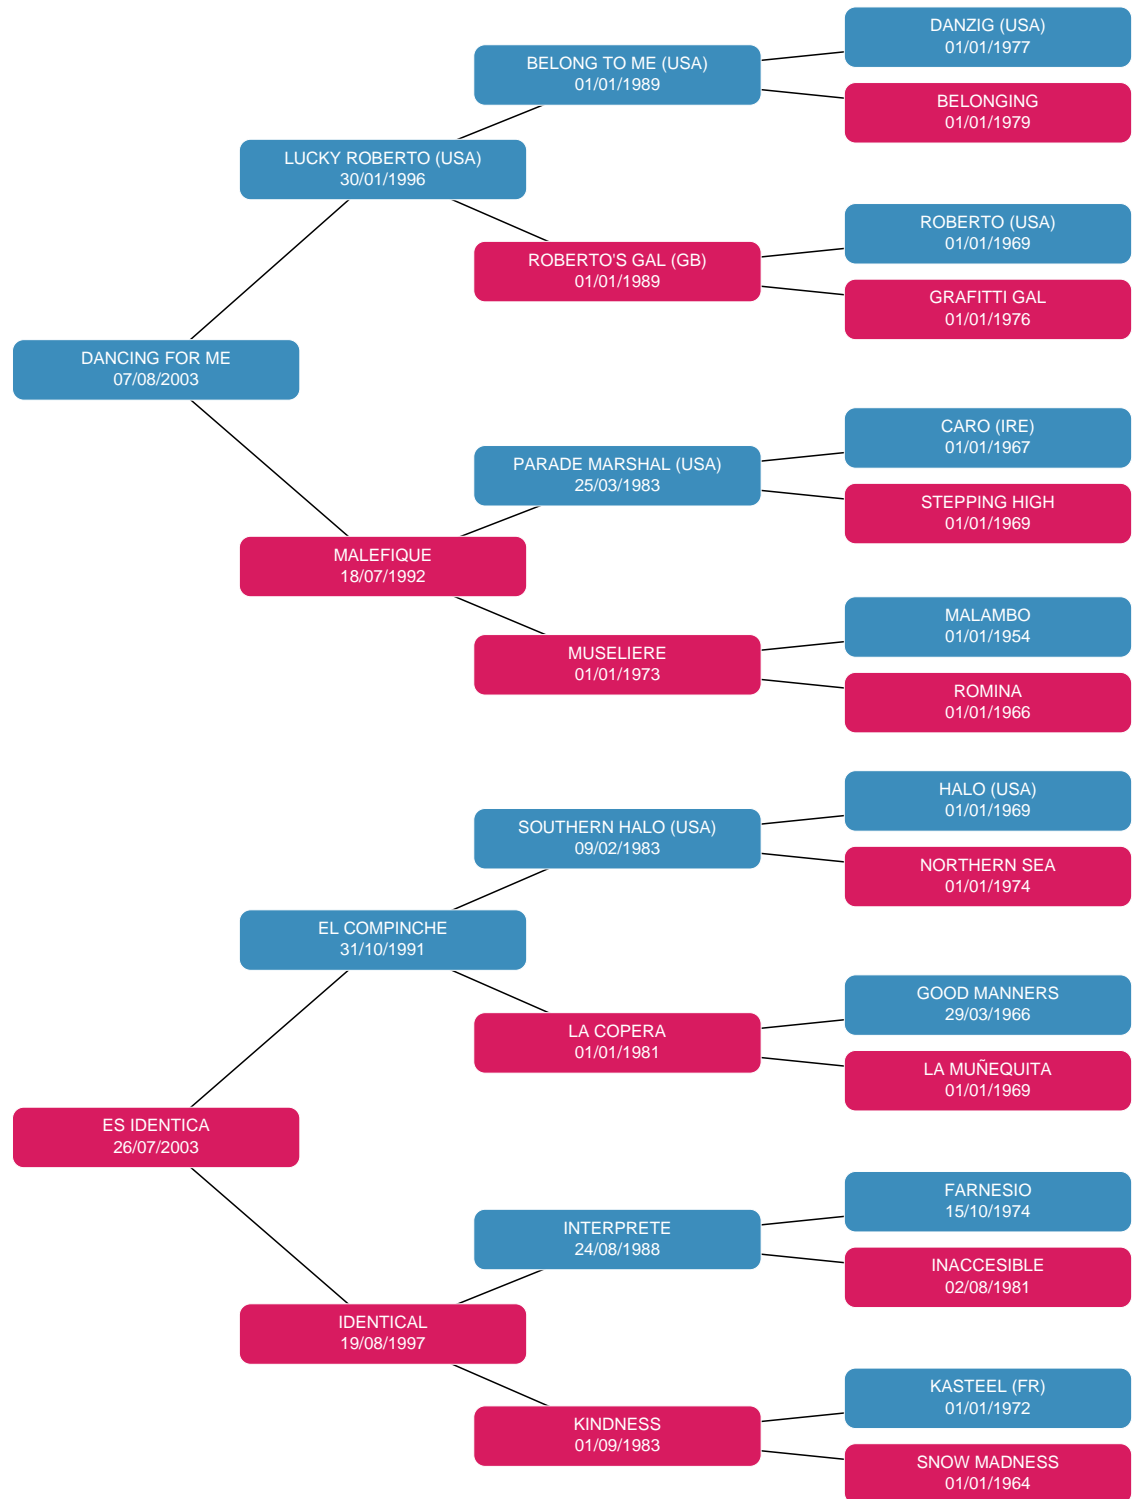 DANZIG (USA)
01/01/1977
BELONG TO ME (USA)
01/01/1989
BELONGING
01/01/1979
LUCKY ROBERTO (USA)
30/01/1996
ROBERTO (USA)
01/01/1969
ROBERTO'S GAL (GB)
01/01/1989
GRAFITTI GAL
01/01/1976
DANCING FOR ME
07/08/2003
CARO (IRE)
01/01/1967
PARADE MARSHAL (USA)
25/03/1983
STEPPING HIGH
01/01/1969
MALEFIQUE
18/07/1992
MALAMBO
01/01/1954
MUSELIERE
01/01/1973
ROMINA
01/01/1966
HALO (USA)
01/01/1969
SOUTHERN HALO (USA)
09/02/1983
NORTHERN SEA
01/01/1974
EL COMPINCHE
31/10/1991
GOOD MANNERS
29/03/1966
LA COPERA
01/01/1981
LA MUÑEQUITA
01/01/1969
ES IDENTICA
26/07/2003
FARNESIO
15/10/1974
INTERPRETE
24/08/1988
INACCESIBLE
02/08/1981
IDENTICAL
19/08/1997
KASTEEL (FR)
01/01/1972
KINDNESS
01/09/1983
SNOW MADNESS
01/01/1964